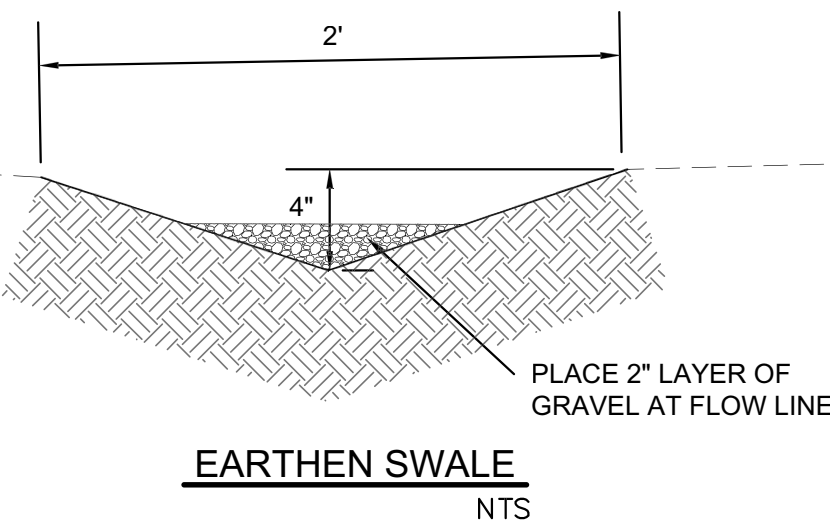 2'
4"
PLACE 2" LAYER OF
GRAVEL AT FLOW LINE
EARTHEN SWALE
NTS